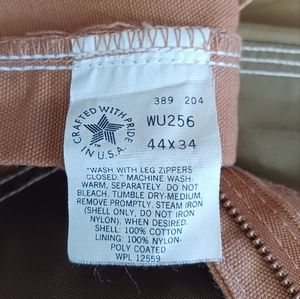 CRAFTED WITH PRIDE
IN U.S.A.
389 204
WU256
44X34
"WASH WITH LEG ZIPPERS
CLOSED." MACHINE WASH-
WARM, SEPARATELY. DO NOT
BLEACH. TUMBLE DRY-MEDIUM,
REMOVE PROMPTLY. STEAM IRON
(SHELL ONLY, DO NOT IRON
NYLON), WHEN DESIRED.
SHELL: 100% COTTON
LINING: 100% NYLON-
POLY COATED
WPL 12559